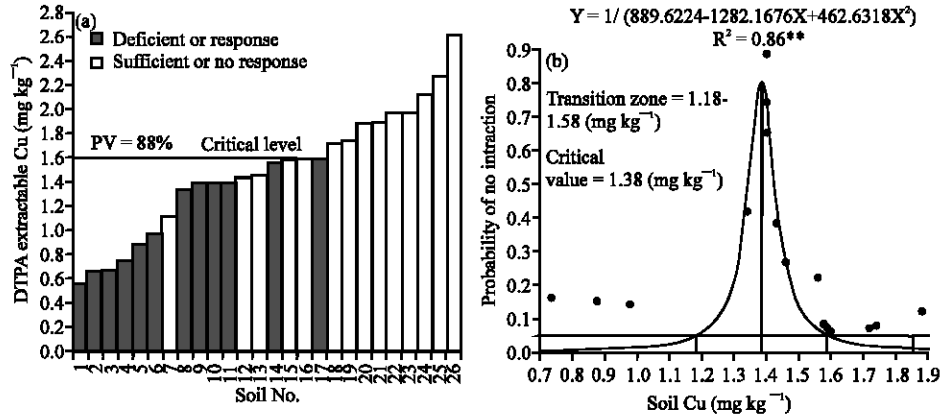 (a)
Deficient or response
Sufficient or no response
PV = 88%
Critical level
DTPA extractable Cu (mg kg⁻¹)
2.8
2.6
2.4
2.2
2.0
1.8
1.6
1.4
1.2
1.0
0.8
0.6
0.4
0.2
0.0
1 2 3 4 5 6 7 8 9 10 11 12 13 14 15 16 17 18 19 20 21 22 23 24 25 26
Soil No.
Y = 1/ (889.6224-1282.1676X+462.6318X²)
R² = 0.86**
(b)
Transition zone = 1.18-
1.58 (mg kg⁻¹)
Critical
value = 1.38 (mg kg⁻¹)
Probability of no intraction
0.9
0.8
0.7
0.6
0.5
0.4
0.3
0.2
0.1
0.0
0.7 0.8 1.0 1.1 1.2 1.3 1.4 1.5 1.6 1.7 1.8 1.9
Soil Cu (mg kg⁻¹)